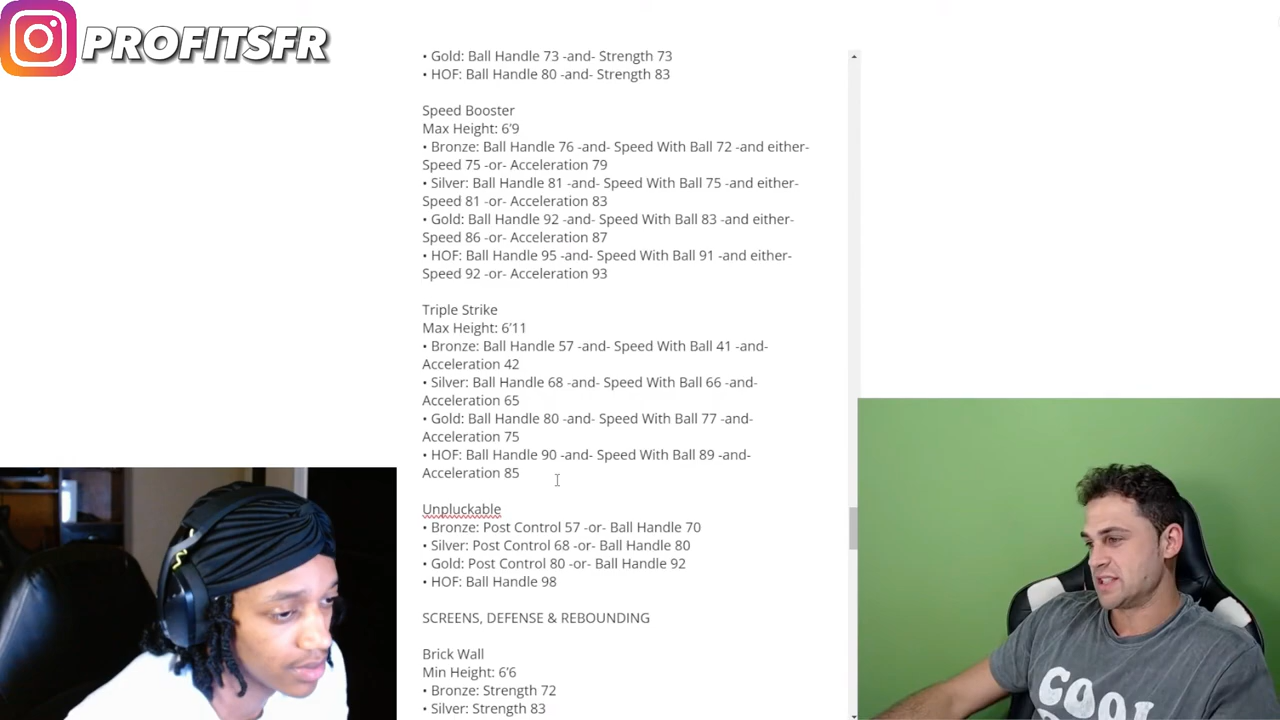 PROFITSFR
• Gold: Ball Handle 73 -and- Strength 73
• HOF: Ball Handle 80 -and- Strength 83
Speed Booster
Max Height: 6'9
• Bronze: Ball Handle 76 -and- Speed With Ball 72 -and either-
Speed 75 -or- Acceleration 79
• Silver: Ball Handle 81 -and- Speed With Ball 75 -and either-
Speed 81 -or- Acceleration 83
• Gold: Ball Handle 92 -and- Speed With Ball 83 -and either-
Speed 86 -or- Acceleration 87
• HOF: Ball Handle 95 -and- Speed With Ball 91 -and either-
Speed 92 -or- Acceleration 93
Triple Strike
Max Height: 6'11
• Bronze: Ball Handle 57 -and- Speed With Ball 41 -and-
Acceleration 42
• Silver: Ball Handle 68 -and- Speed With Ball 66 -and-
Acceleration 65
• Gold: Ball Handle 80 -and- Speed With Ball 77 -and-
Acceleration 75
• HOF: Ball Handle 90 -and- Speed With Ball 89 -and-
Acceleration 85
Unpluckable
• Bronze: Post Control 57 -or- Ball Handle 70
• Silver: Post Control 68 -or- Ball Handle 80
• Gold: Post Control 80 -or- Ball Handle 92
• HOF: Ball Handle 98
SCREENS, DEFENSE & REBOUNDING
Brick Wall
Min Height: 6'6
• Bronze: Strength 72
• Silver: Strength 83
COOL